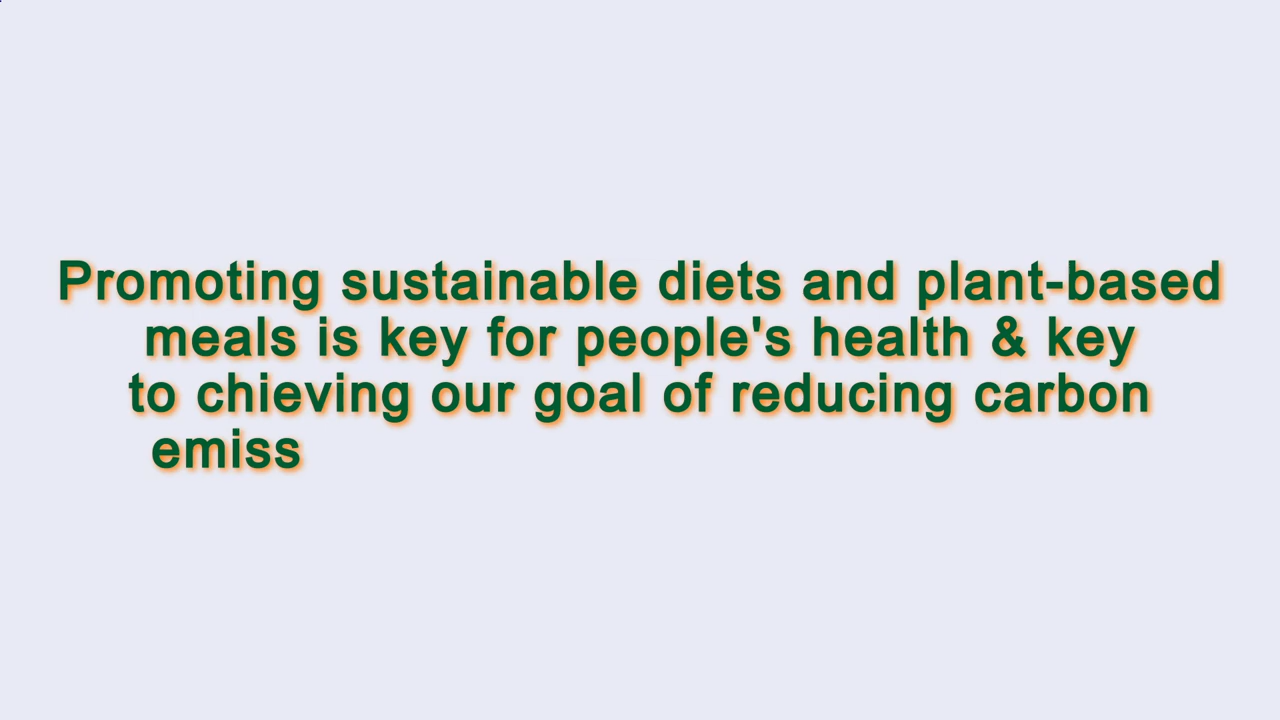 Promoting sustainable diets and plant-based
meals is key for people's health & key
to chieving our goal of reducing carbon
emiss